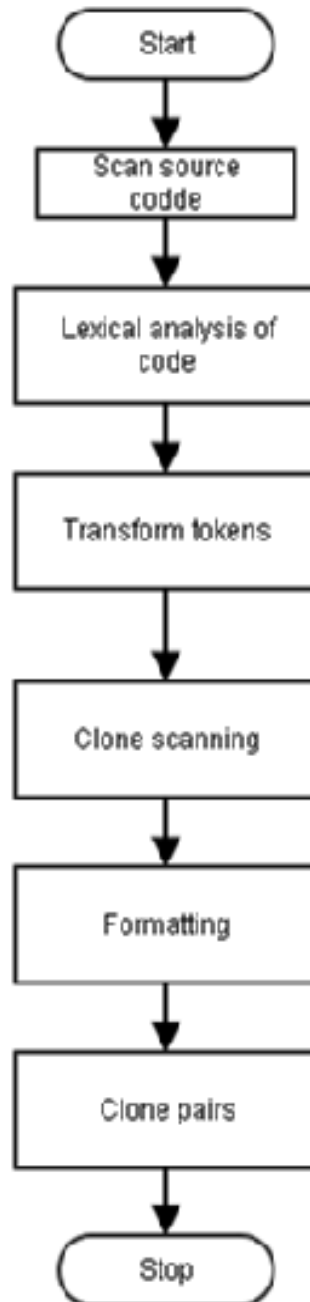 Start
Scan source
codde
Lexical analysis of
code
Transform tokens
Clone scanning
Formatting
Clone pairs
Stop